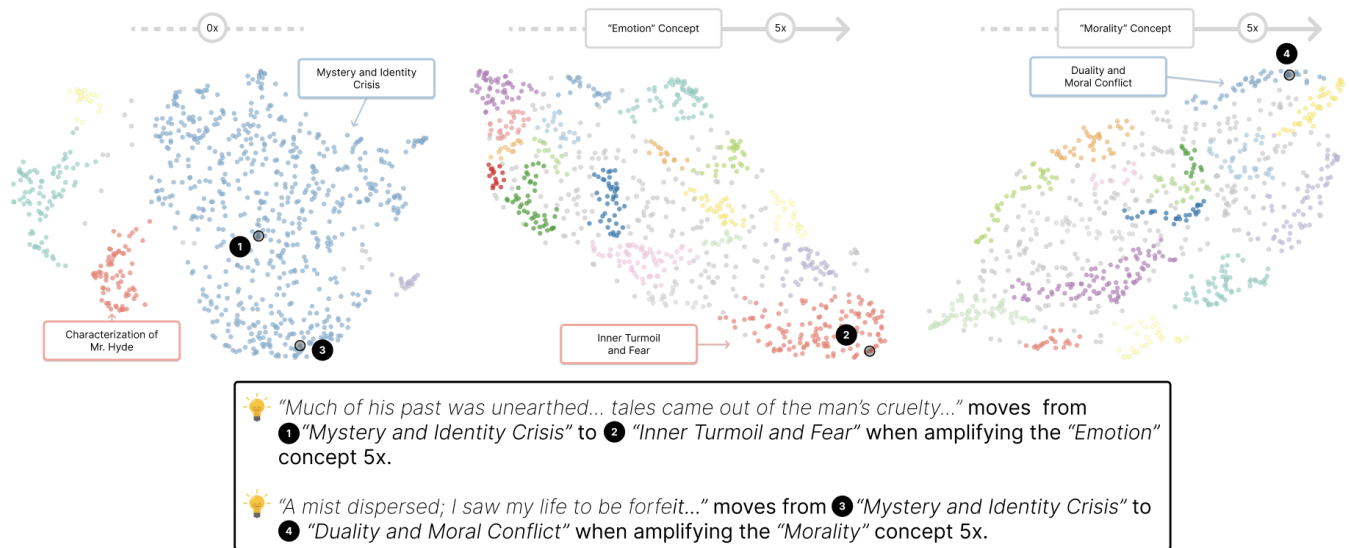 0x
"Emotion" Concept
5x
"Morality" Concept
5x
4
Mystery and Identity
Crisis
Duality and
Moral Conflict
1
Characterization of
Mr. Hyde
3
Inner Turmoil
and Fear
2
"Much of his past was unearthed... tales came out of the man's cruelty..." moves from
1 "Mystery and Identity Crisis" to 2 "Inner Turmoil and Fear" when amplifying the "Emotion"
concept 5x.
"A mist dispersed; I saw my life to be forfeit..." moves from 3 "Mystery and Identity Crisis" to
4 "Duality and Moral Conflict" when amplifying the "Morality" concept 5x.